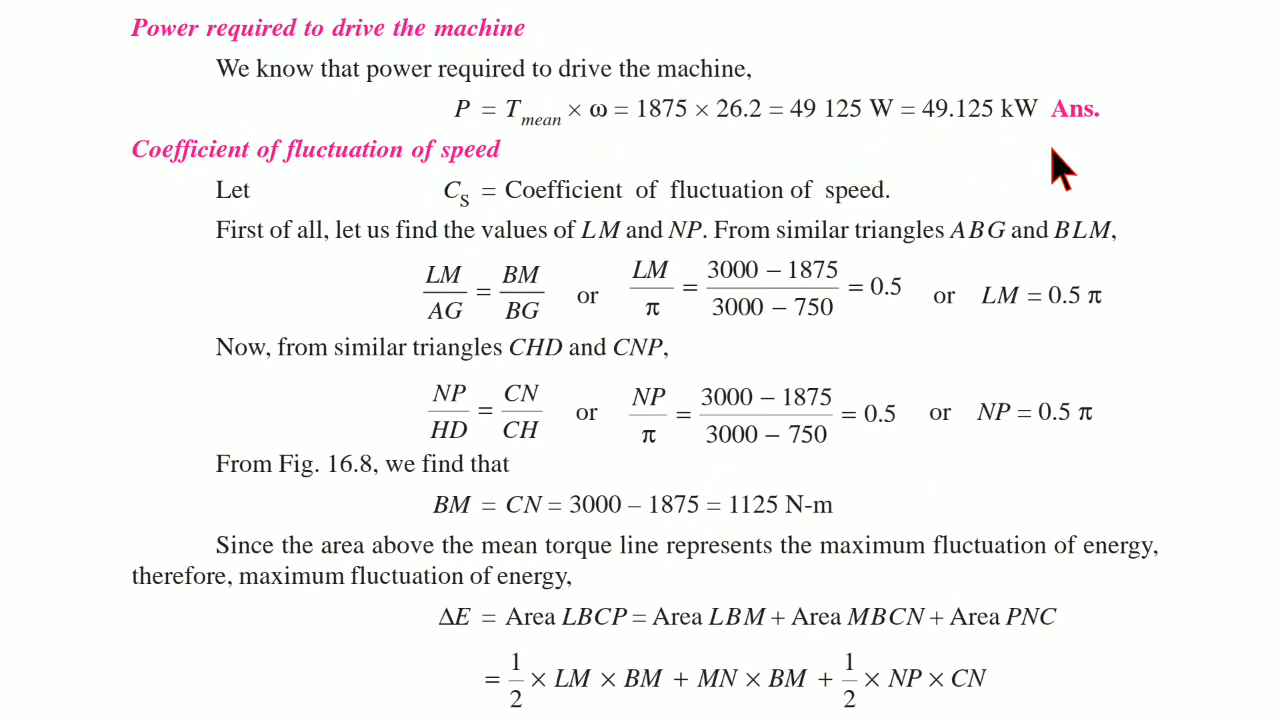 Power required to drive the machine
We know that power required to drive the machine,
P = Tmean × ω = 1875 × 26.2 = 49 125 W = 49.125 kW Ans.
Coefficient of fluctuation of speed
Let CS = Coefficient of fluctuation of speed.
First of all, let us find the values of LM and NP. From similar triangles ABG and BLM,
LM/AG = BM/BG or LM/π = (3000 – 1875)/(3000 – 750) = 0.5 or LM = 0.5 π
Now, from similar triangles CHD and CNP,
NP/HD = CN/CH or NP/π = (3000 – 1875)/(3000 – 750) = 0.5 or NP = 0.5 π
From Fig. 16.8, we find that
BM = CN = 3000 – 1875 = 1125 N-m
Since the area above the mean torque line represents the maximum fluctuation of energy,
therefore, maximum fluctuation of energy,
ΔE = Area LBCP = Area LBM + Area MBCN + Area PNC
= 1/2 × LM × BM + MN × BM + 1/2 × NP × CN